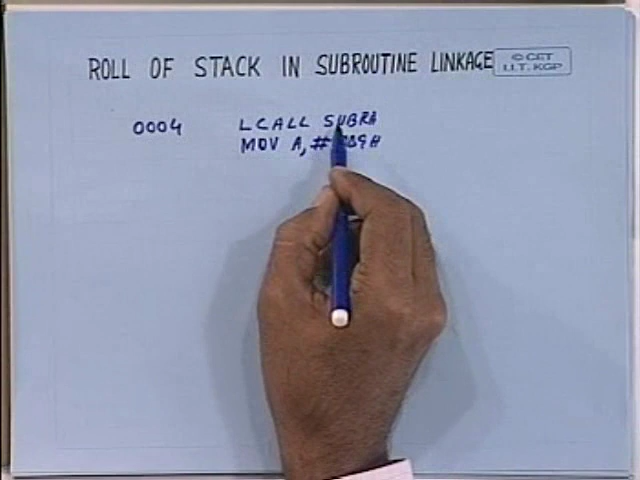 ROLL OF STACK IN SUBROUTINE LINKAGE
© CET
I.I.T. KGP
0004 LCALL SUBRA
MOV A,